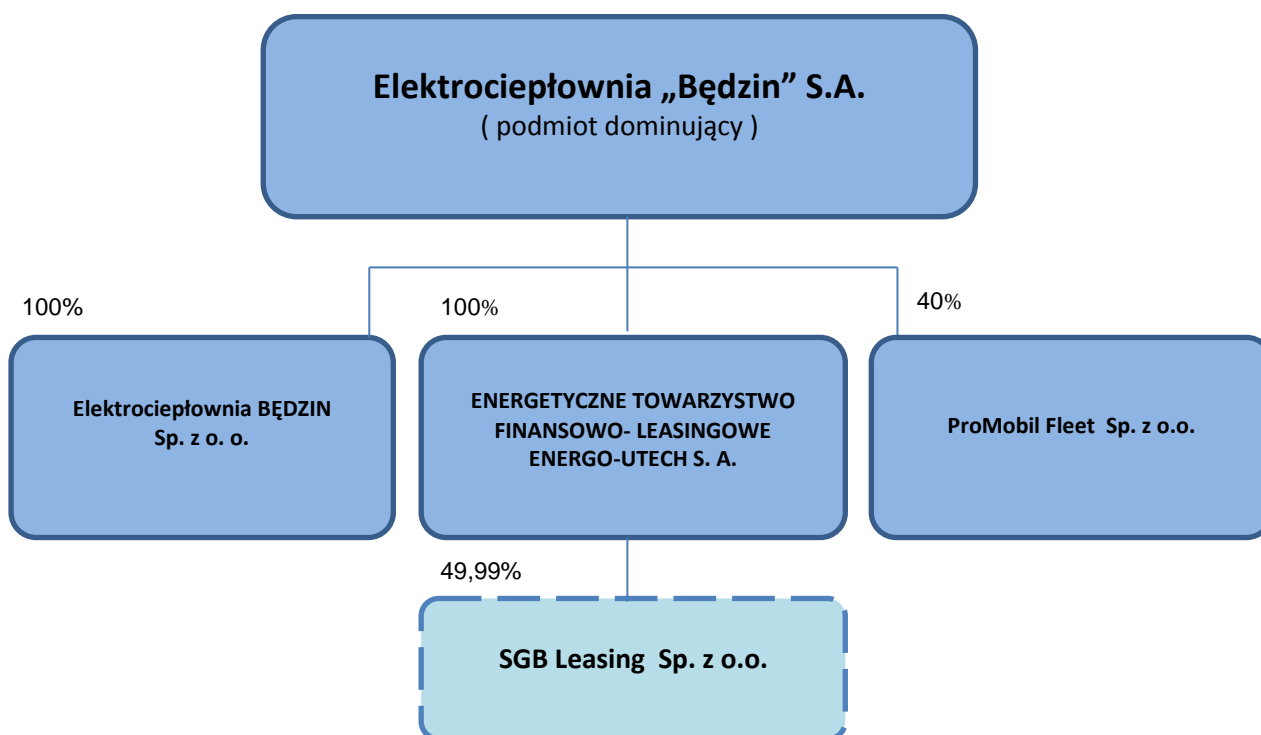 Elektrociepłownia „Będzin” S.A.
( podmiot dominujący )
100%
100%
40%
Elektrociepłownia BĘDZIN
Sp. z o. o.
ENERGETYCZNE TOWARZYSTWO
FINANSOWO- LEASINGOWE
ENERGO-UTECH S. A.
ProMobil Fleet Sp. z o.o.
49,99%
SGB Leasing Sp. z o.o.